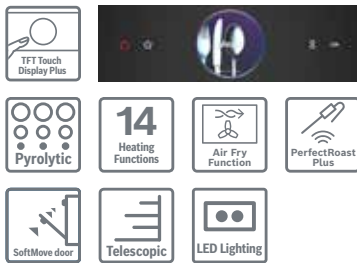 TFT Touch
Display Plus
Pyrolytic
14
Heating
Functions
Air Fry
Function
PerfectRoast
Plus
SoftMove door
Telescopic
LED Lighting